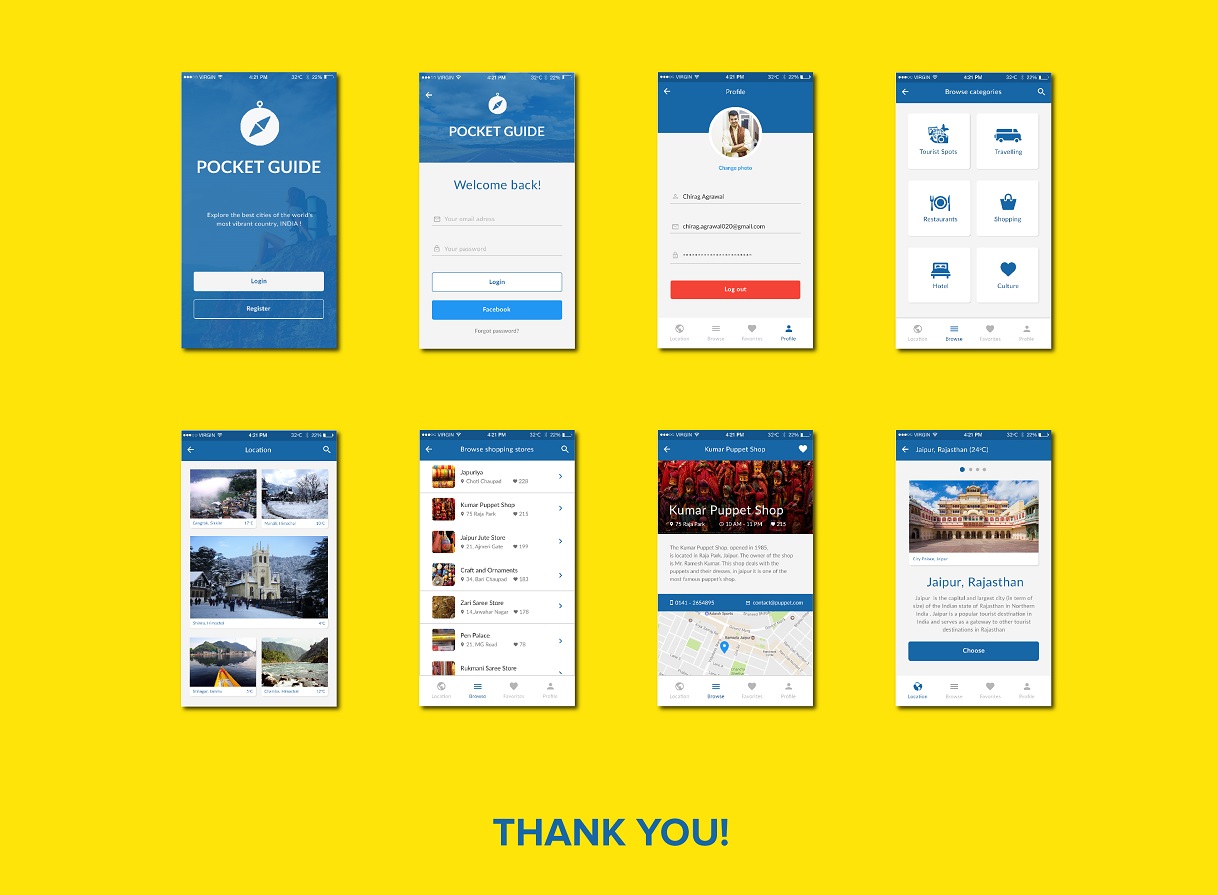 VIRGIN 4:21 PM 32°C 22%
POCKET GUIDE
Explore the best cities of the world's
most vibrant country, INDIA !
Login
Register
VIRGIN 4:21 PM 32°C 22%
POCKET GUIDE
Welcome back!
Your email adress
Your password
Login
Facebook
Forgot password?
VIRGIN 4:21 PM 32°C 22%
Profile
Change photo
Chirag Agrawal
chirag.agrawal020@gmail.com
Log out
Location Browse Favorites Profile
VIRGIN 4:21 PM 32°C 22%
Browse categories
Tourist Spots Travelling
Restaurants Shopping
Hotel Culture
Location Browse Favorites Profile
VIRGIN 4:21 PM 32°C 22%
Location
Gangtok, Sikkim 17°C Manali, Himachal 10°C
Shimla, Himachal 4°C
Srinagar, 5°C Himachal 12°C
VIRGIN 4:21 PM 32°C 22%
Browse shopping stores
Japuriya
Choti Chaupad 228
Kumar Puppet Shop
75 Raja Park 215
Jaipur Jute Store
21, Ajmeri Gate 199
Craft and Ornaments
34, Bari Chaupad 183
Zari Saree Store
14,Jawahar Nagar 178
Pen Palace
21, MG Road 78
Rukmani Saree Store
Location Browse Favorites Profile
VIRGIN 4:21 PM 32°C 22%
Kumar Puppet Shop
Kumar Puppet Shop
75 Raja Park 10 AM - 11 PM 215
The Kumar Puppet Shop, opened in 1985,
is located in Raja Park, Jaipur. The owner of the shop
is Mr. Ramesh Kumar. This shop deals with the
puppets and their dresses, in jaipur it is one of the
most famous puppet's shop.
0141 - 2654895 contact@puppet.com
Location Browse Favorites Profile
VIRGIN 4:21 PM 32°C 22%
Jaipur, Rajasthan (24°C)
City Palace, Jaipur
Jaipur, Rajasthan
Jaipur is the capital and largest city (in term of
size) of the Indian state of Rajasthan in Northern
India . Jaipur is a popular tourist destination in
India and serves as a gateway to other tourist
destinations in Rajasthan
Choose
Location Browse Favorites Profile
THANK YOU!